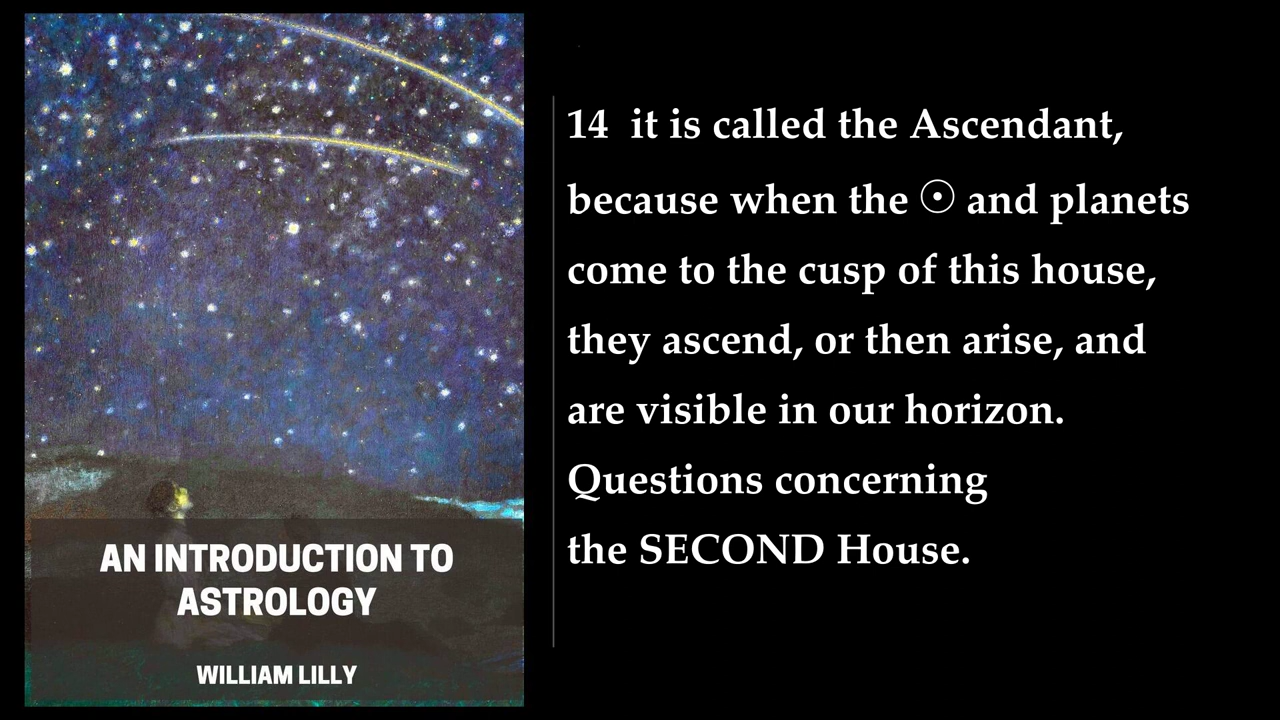 AN INTRODUCTION TO
ASTROLOGY
WILLIAM LILLY
14 it is called the Ascendant,
because when the ☉ and planets
come to the cusp of this house,
they ascend, or then arise, and
are visible in our horizon.
Questions concerning
the SECOND House.